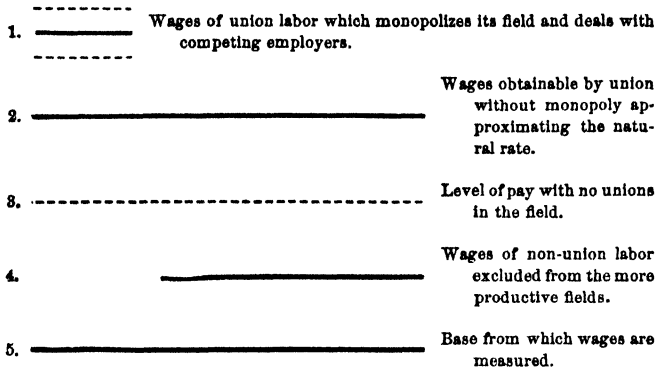 1. Wages of union labor which monopolizes its field and deals with
competing employers.
2. Wages obtainable by union
without monopoly ap-
proximating the natu-
ral rate.
3. Level of pay with no unions
in the field.
4. Wages of non-union labor
excluded from the more
productive fields.
5. Base from which wages are
measured.